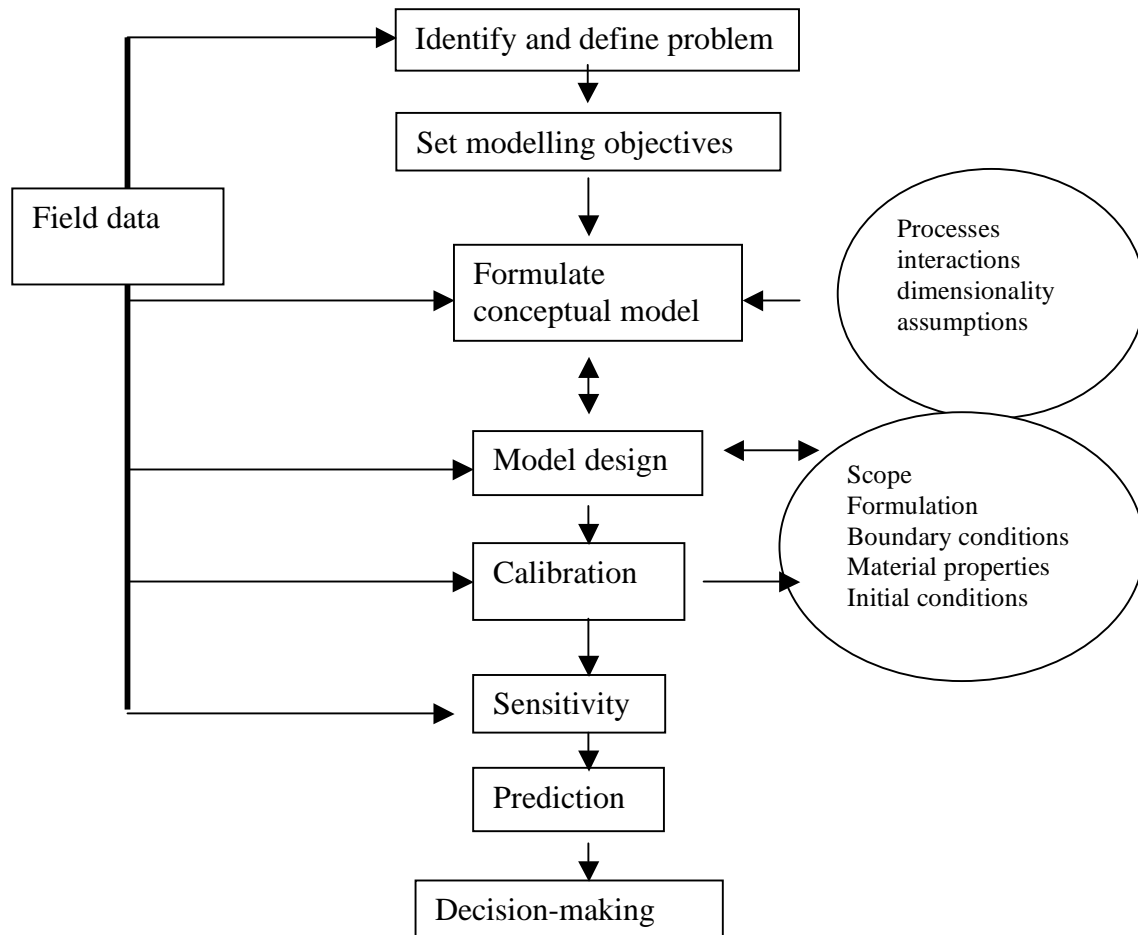 Identify and define problem
Set modelling objectives
Field data
Processes
interactions
dimensionality
assumptions
Formulate
conceptual model
Model design
Scope
Formulation
Boundary conditions
Material properties
Initial conditions
Calibration
Sensitivity
Prediction
Decision-making